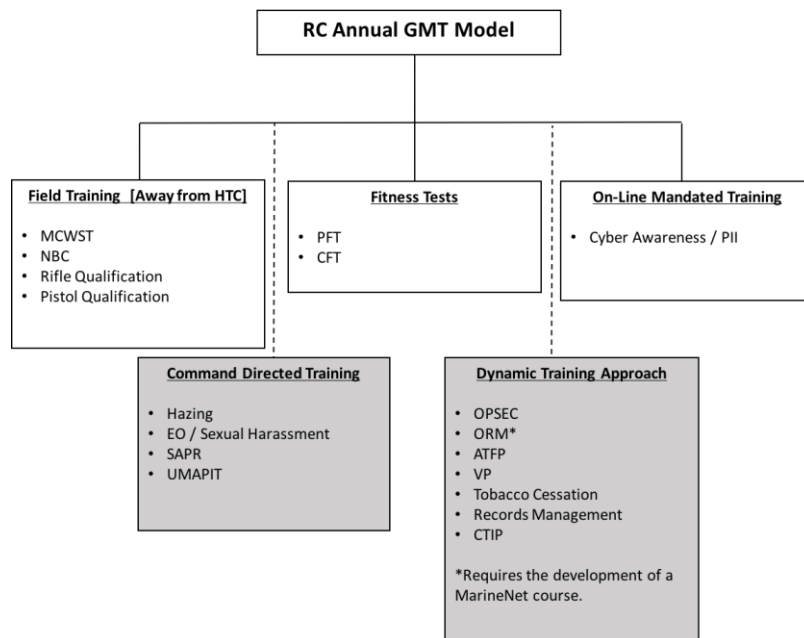 RC Annual GMT Model
Field Training [Away from HTC]
• MCWST
• NBC
• Rifle Qualification
• Pistol Qualification
Fitness Tests
• PFT
• CFT
On-Line Mandated Training
• Cyber Awareness / PII
Command Directed Training
• Hazing
• EO / Sexual Harassment
• SAPR
• UMAPIT
Dynamic Training Approach
• OPSEC
• ORM*
• ATFP
• VP
• Tobacco Cessation
• Records Management
• CTIP
*Requires the development of a
MarineNet course.